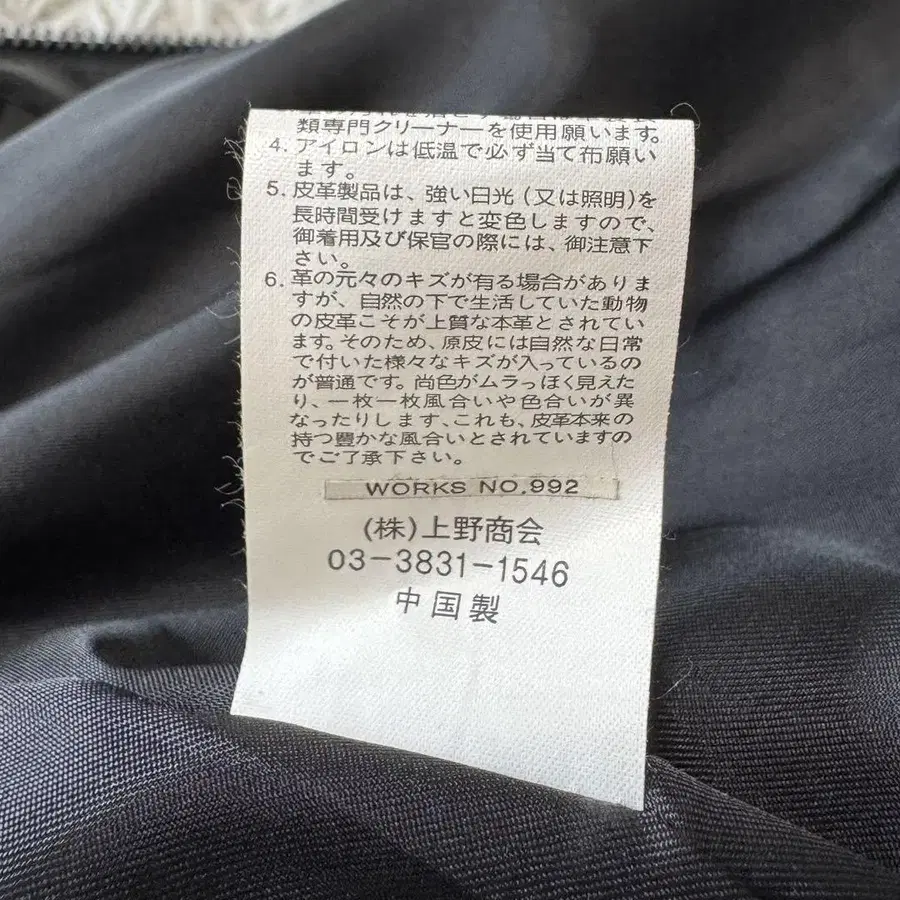 類専門クリーナーを使用願います。
4. アイロンは低温で必ず当て布願い
ます。
5. 皮革製品は、強い日光(又は照明)を
長時間受けますと変色しますので、
御着用及び保官の際には、御注意下
さい。
6. 革の元々のキズが有る場合がありま
すが、自然の下で生活していた動物
の皮革こそが上質な本革とされてい
ます。そのため、原皮には自然な日常
で付いた様々なキズが入っているの
が普通です。尚色がムラっぽく見えた
り、一枚一枚風合いや色合いが異
なったりします、これも、皮革本来の
持つ豊かな風合いとされていますの
でご了承下さい。
WORKS NO.992
(株)上野商会
03-3831-1546
中国製